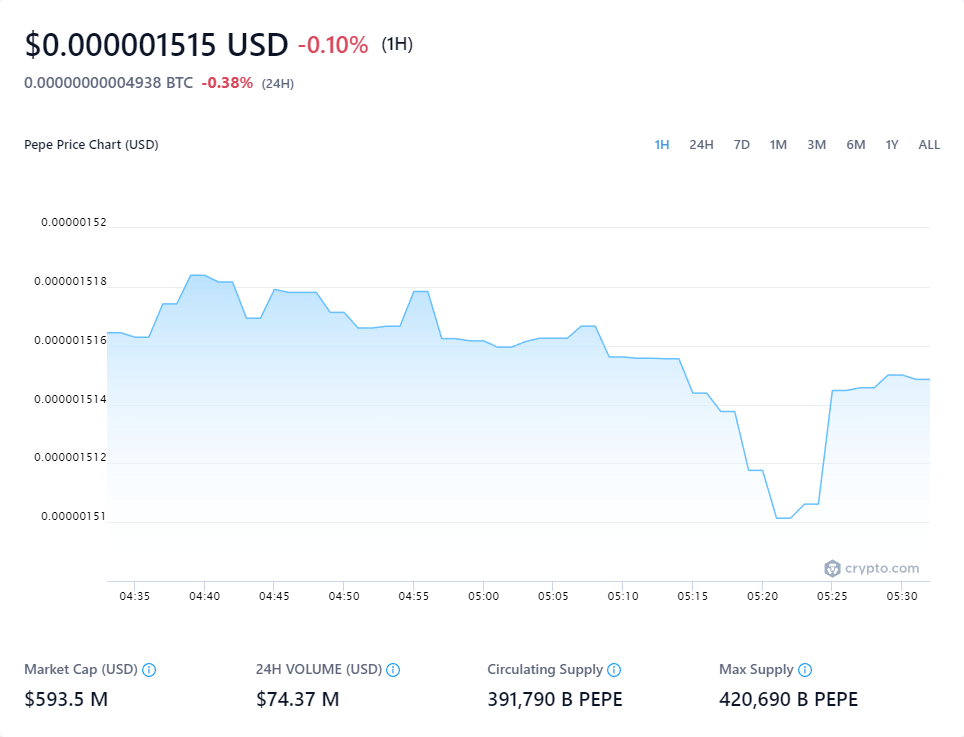 $0.000001515 USD -0.10% (1H)
0.00000000004938 BTC -0.38% (24H)
Pepe Price Chart (USD) 1H 24H 7D 1M 3M 6M 1Y ALL
0.00000152
0.000001518
0.000001516
0.000001514
0.000001512
0.00000151
crypto.com
04:35 04:40 04:45 04:50 04:55 05:00 05:05 05:10 05:15 05:20 05:25 05:30
Market Cap (USD) 24H VOLUME (USD) Circulating Supply Max Supply
$593.5 M $74.37 M 391,790 B PEPE 420,690 B PEPE